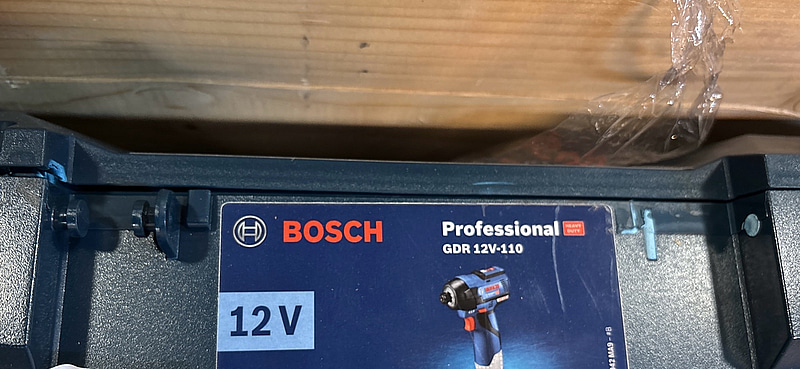 BOSCH
Professional HEAVY DUTY
GDR 12V-110
12 V